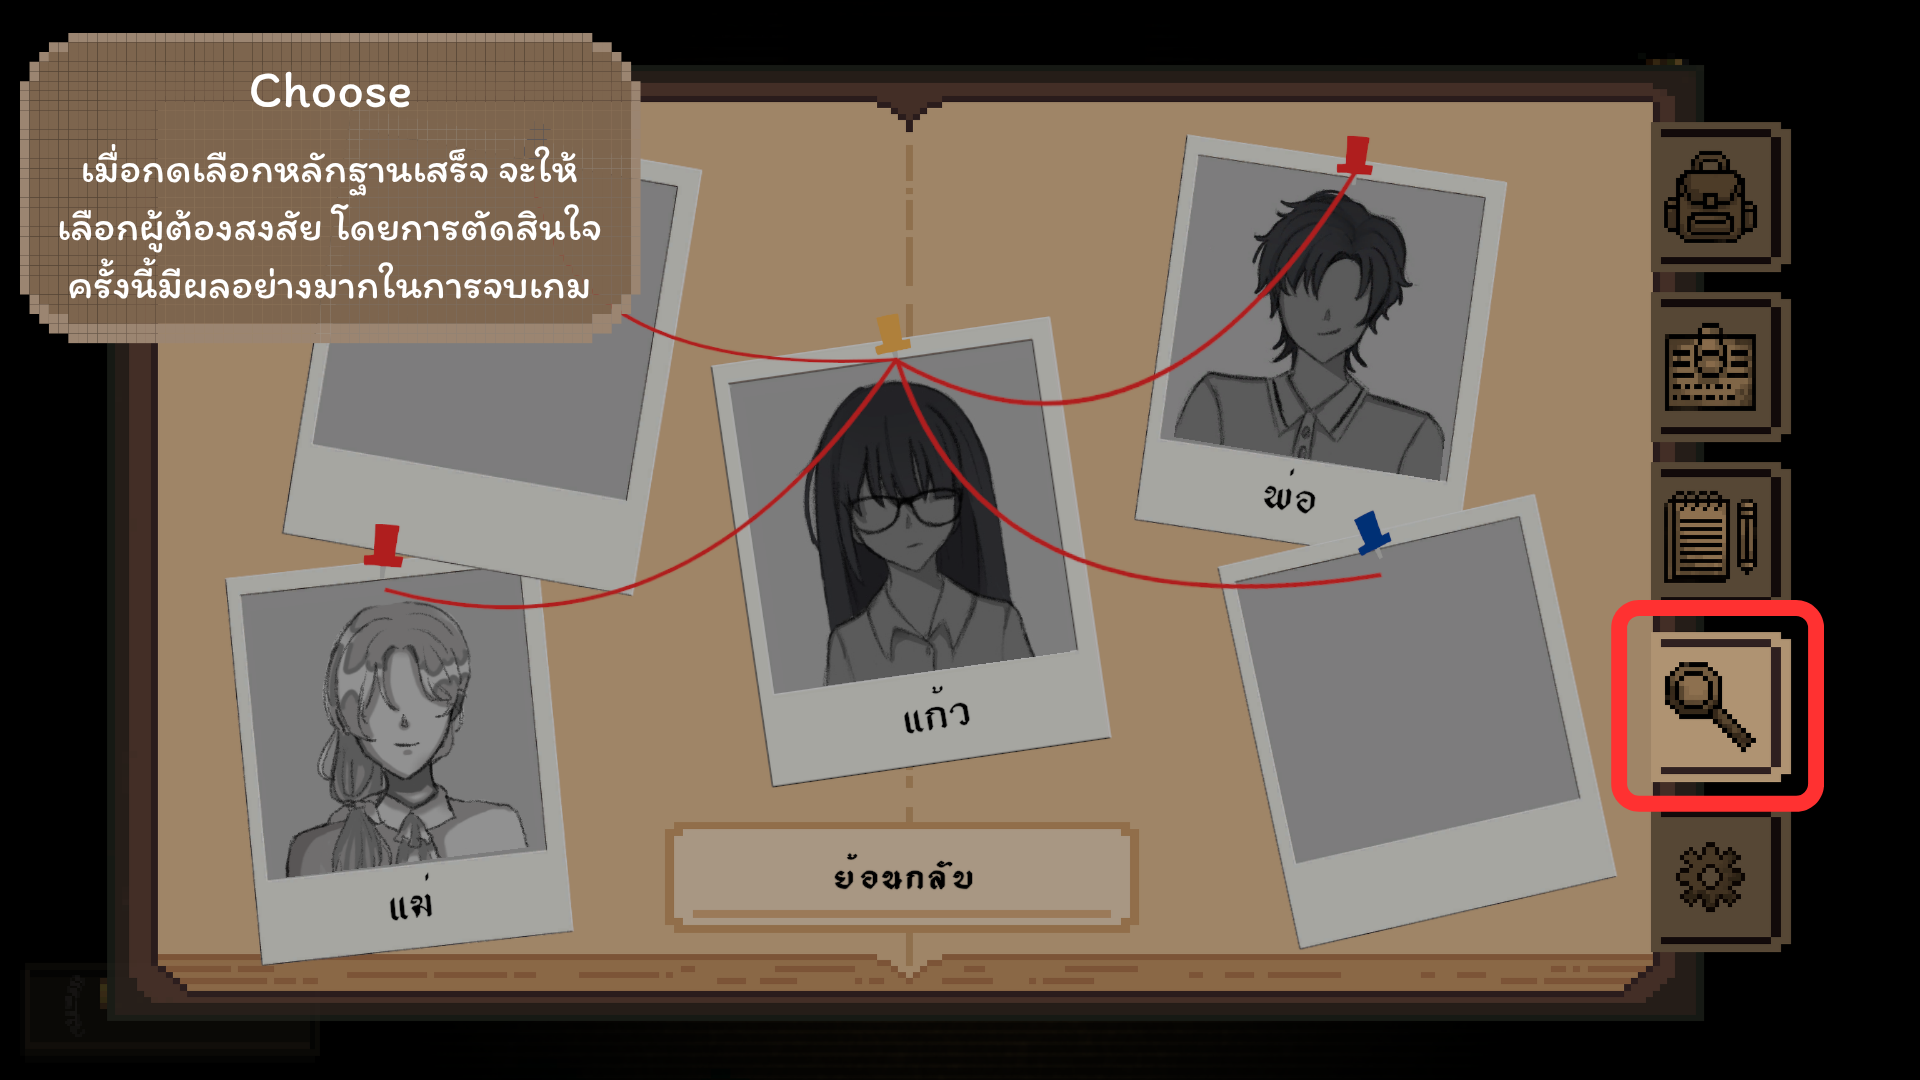 Choose
เมื่อกดเลือกหลักฐานเสร็จ จะให้
เลือกผู้ต้องสงสัย โดยการตัดสินใจ
ครั้งนี้มีผลอย่างมากในการจบเกม
พ่อ
แก้ว
แม่
ย้อนกลับ